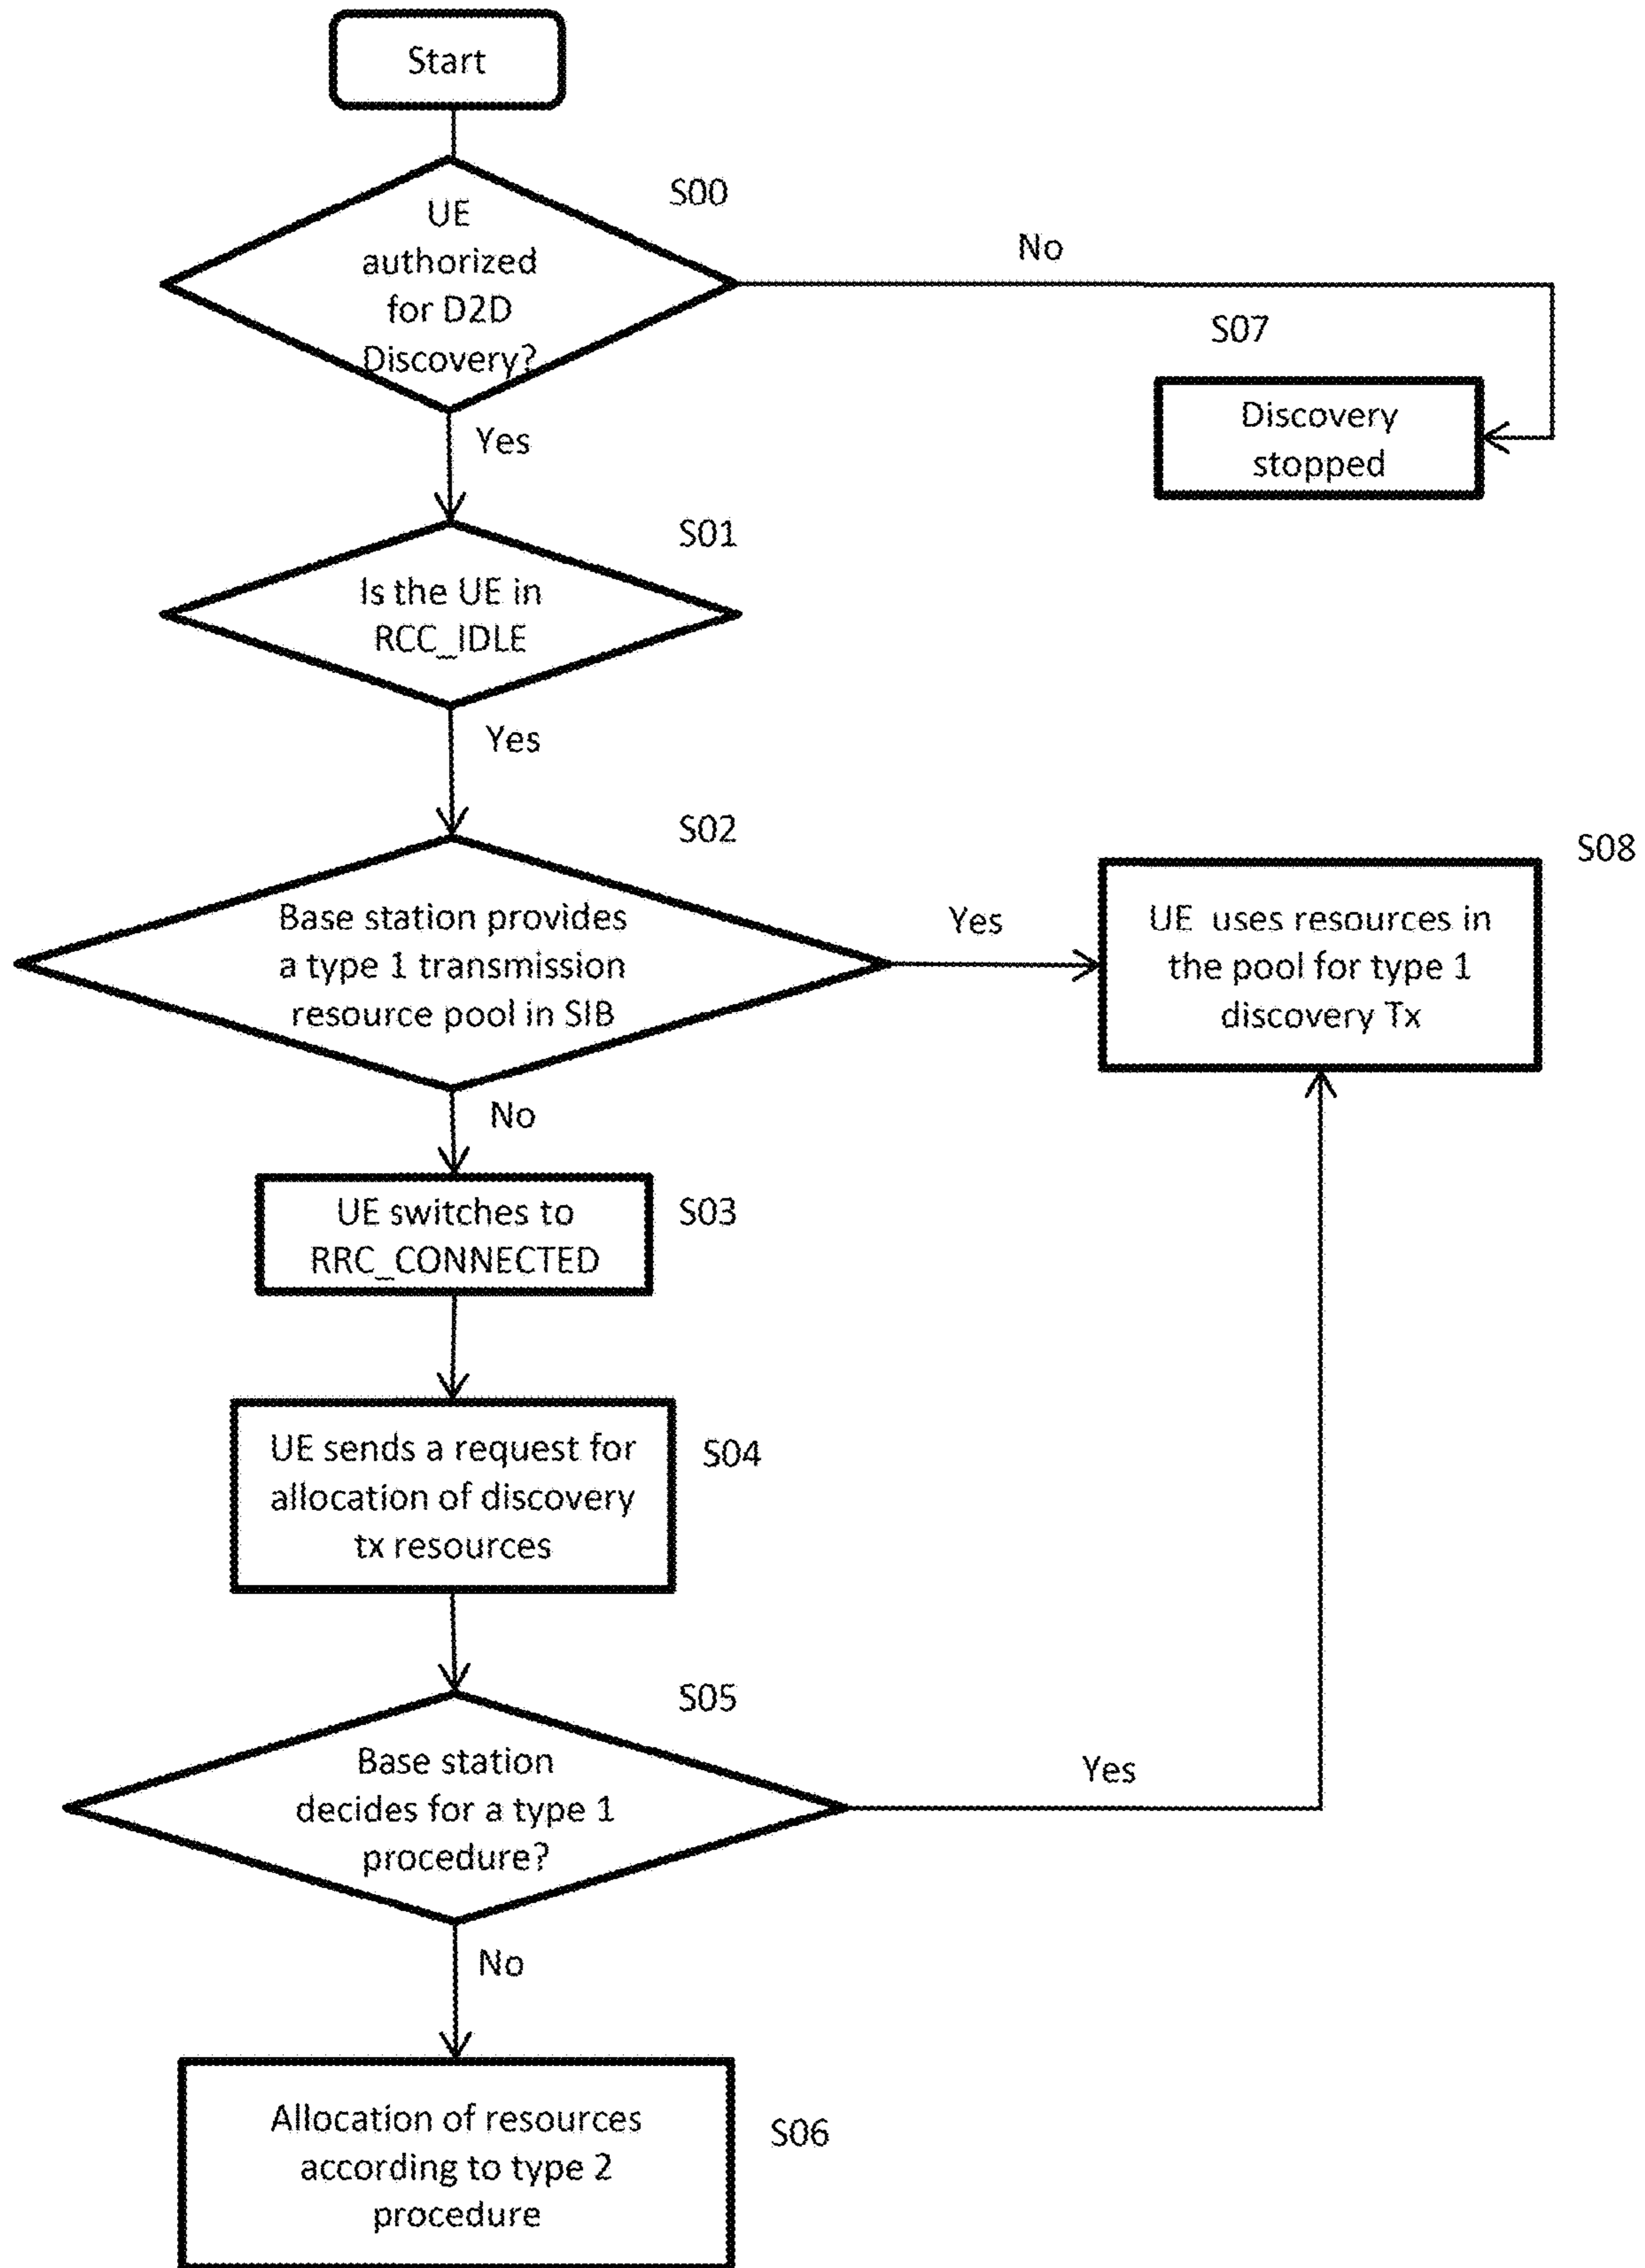 Start
S00
UE
authorized
for D2D
Discovery?
No
S07
Discovery
stopped
Yes
S01
Is the UE in
RCC_IDLE
Yes
S02
Base station provides
a type 1 transmission
resource pool in SIB
Yes
S08
UE uses resources in
the pool for type 1
discovery Tx
No
UE switches to
RRC_CONNECTED
S03
UE sends a request for
allocation of discovery
tx resources
S04
S05
Base station
decides for a type 1
procedure?
Yes
No
Allocation of resources
according to type 2
procedure
S06